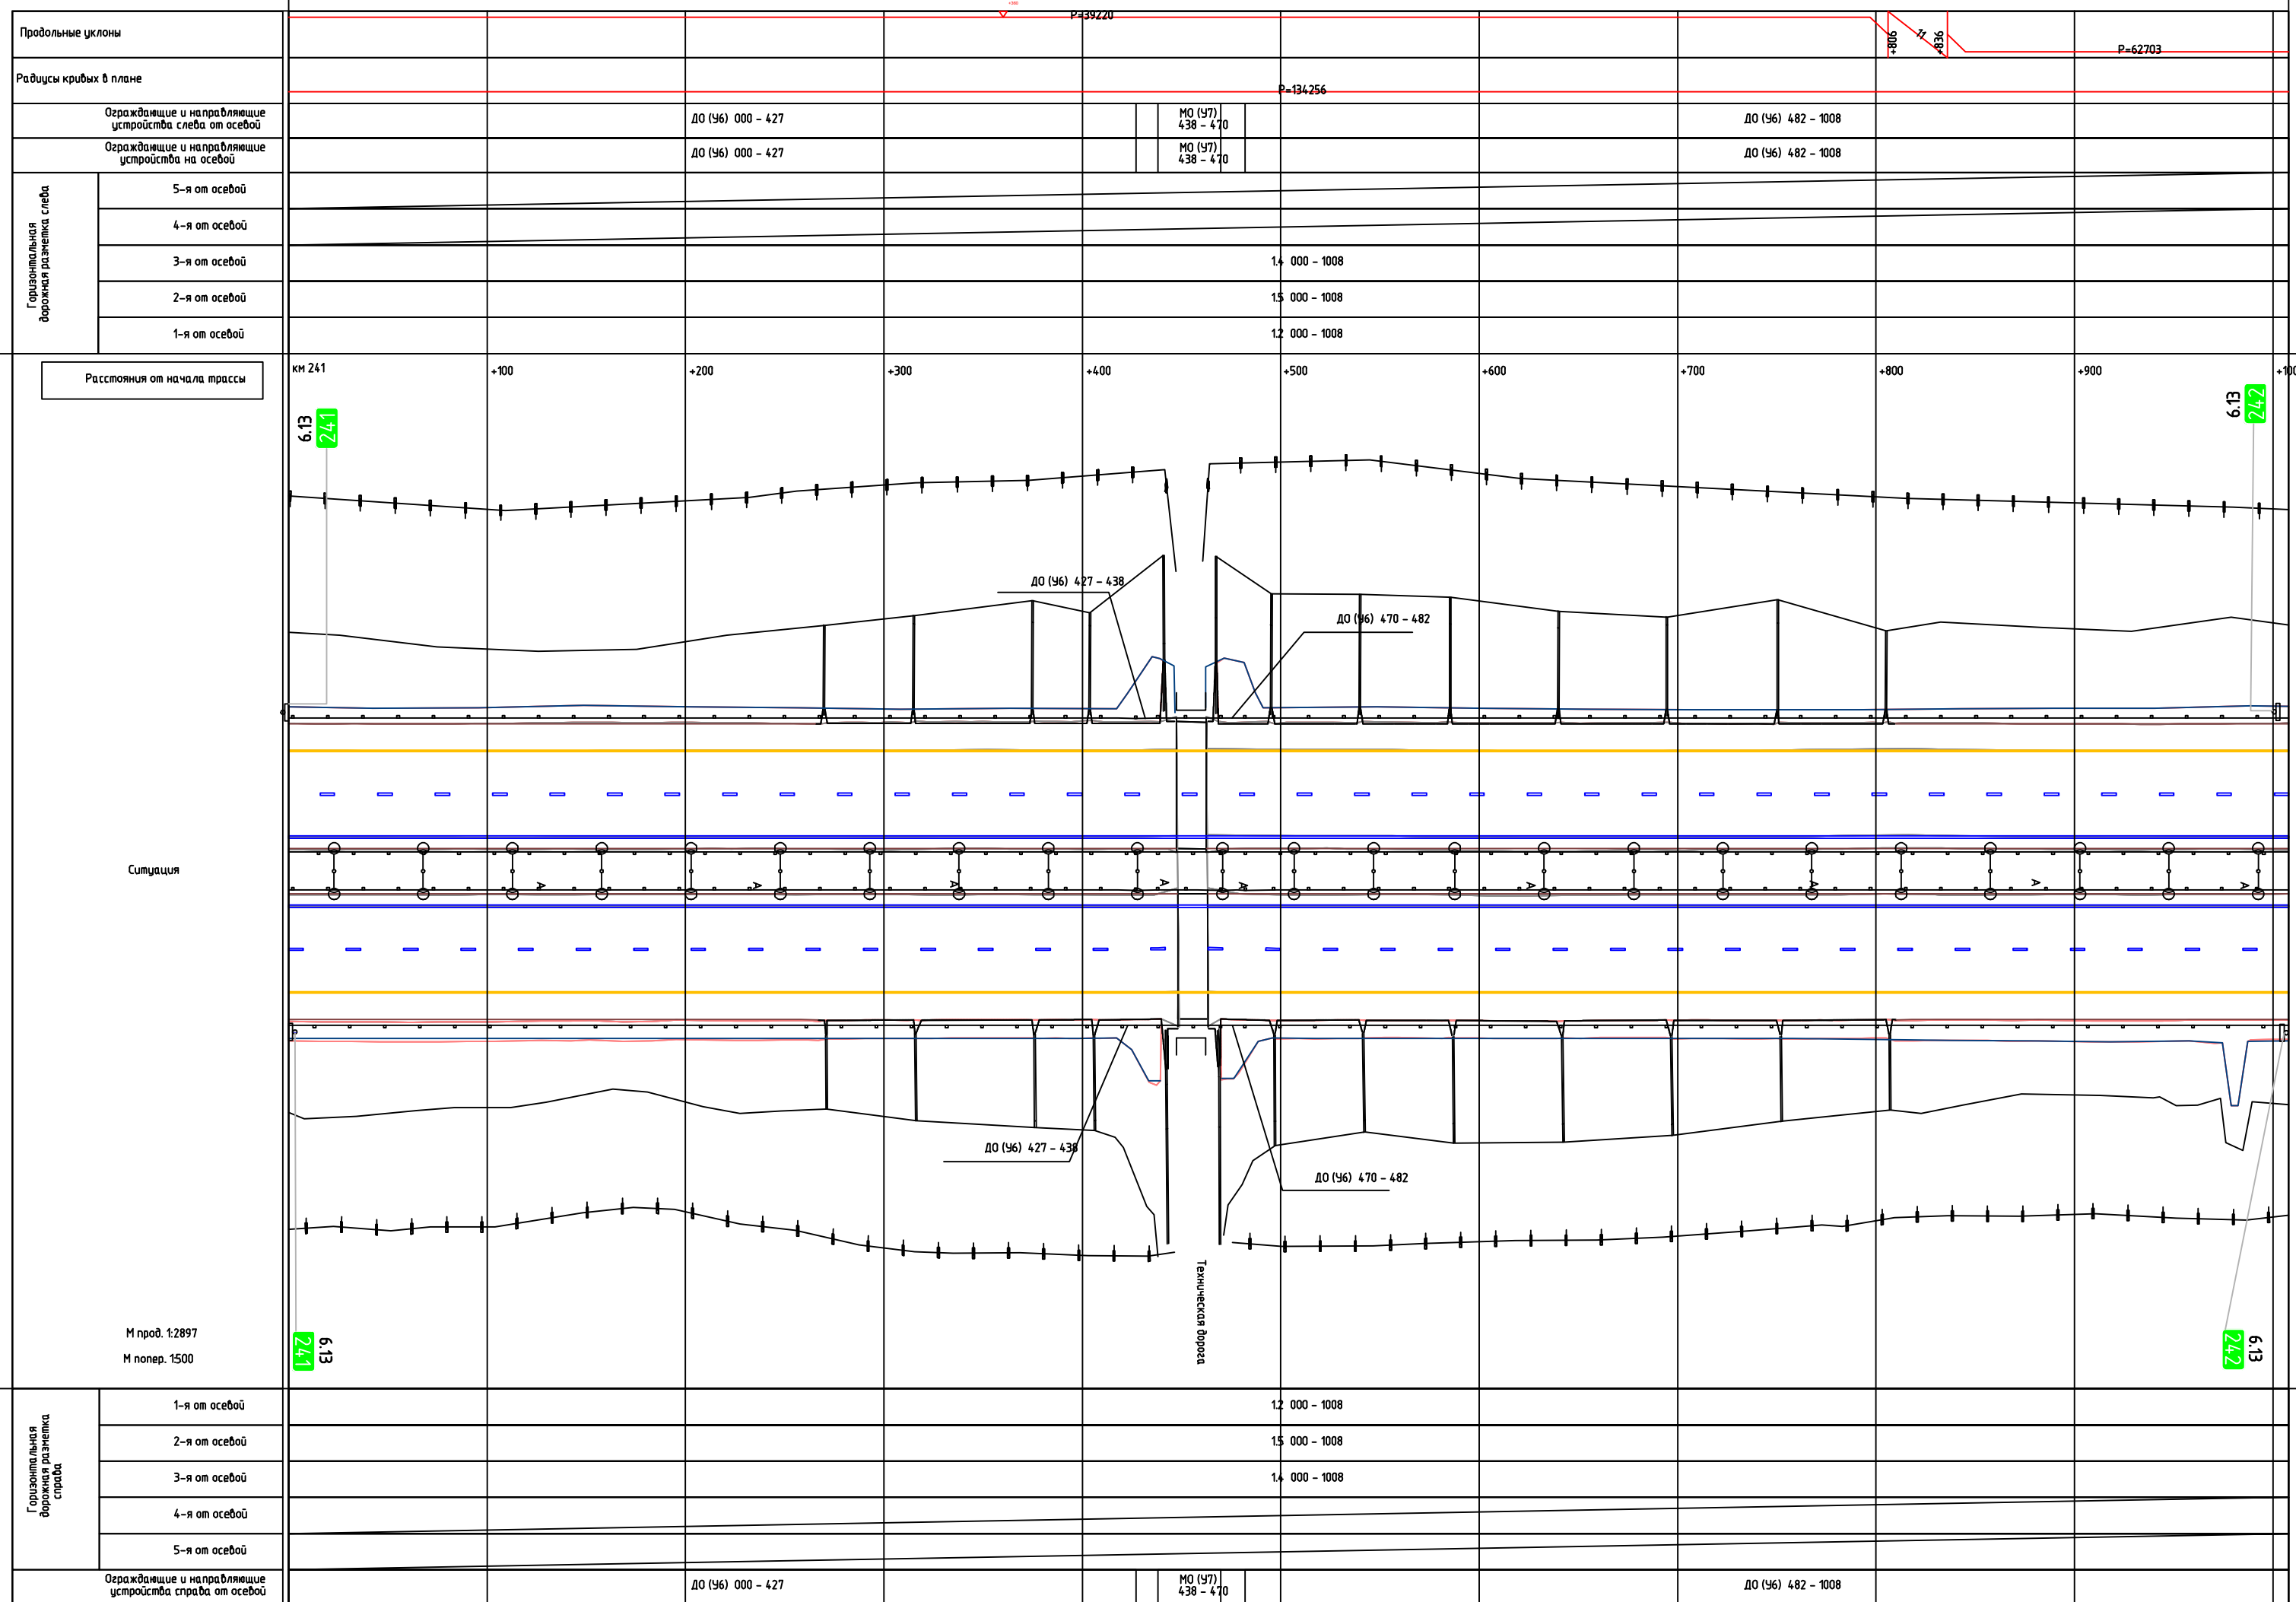 Продольные уклоны
Р=39220
+806
11
+836
Р=62703
Радиусы кривых в плане
Р=134256
Ограждающие и направляющие
устройства слева от осевой
ДО (У6) 000 – 427
МО (У7)
438 – 470
ДО (У6) 482 – 1008
Ограждающие и направляющие
устройства на осевой
ДО (У6) 000 – 427
МО (У7)
438 – 470
ДО (У6) 482 – 1008
Горизонтальная
дорожная разметка слева
5-я от осевой
4-я от осевой
3-я от осевой
1.4 000 – 1008
2-я от осевой
1.5 000 – 1008
1-я от осевой
1.2 000 – 1008
Расстояния от начала трассы
км 241
+100
+200
+300
+400
+500
+600
+700
+800
+900
6.13
241
6.13
242
ДО (У6) 427 – 438
ДО (У6) 470 – 482
Ситуация
А
А
А
А
А
А
А
А
А
ДО (У6) 427 – 438
ДО (У6) 470 – 482
Техническая дорога
М прод. 1:2897
М попер. 1:500
241
6.13
242
6.13
Горизонтальная
дорожная разметка
справа
1-я от осевой
1.2 000 – 1008
2-я от осевой
1.5 000 – 1008
3-я от осевой
1.4 000 – 1008
4-я от осевой
5-я от осевой
Ограждающие и направляющие
устройства справа от осевой
ДО (У6) 000 – 427
МО (У7)
438 – 470
ДО (У6) 482 – 1008